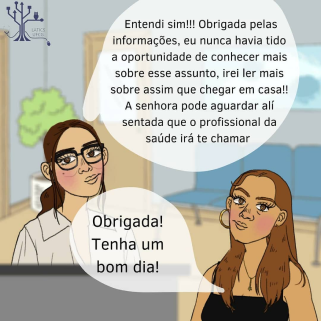 Entendi sim!!! Obrigada pelas
informações, eu nunca havia tido
a oportunidade de conhecer mais
sobre esse assunto, irei ler mais
sobre assim que chegar em casa!!
A senhora pode aguardar alí
sentada que o profissional da
saúde irá te chamar
Obrigada!
Tenha um
bom dia!